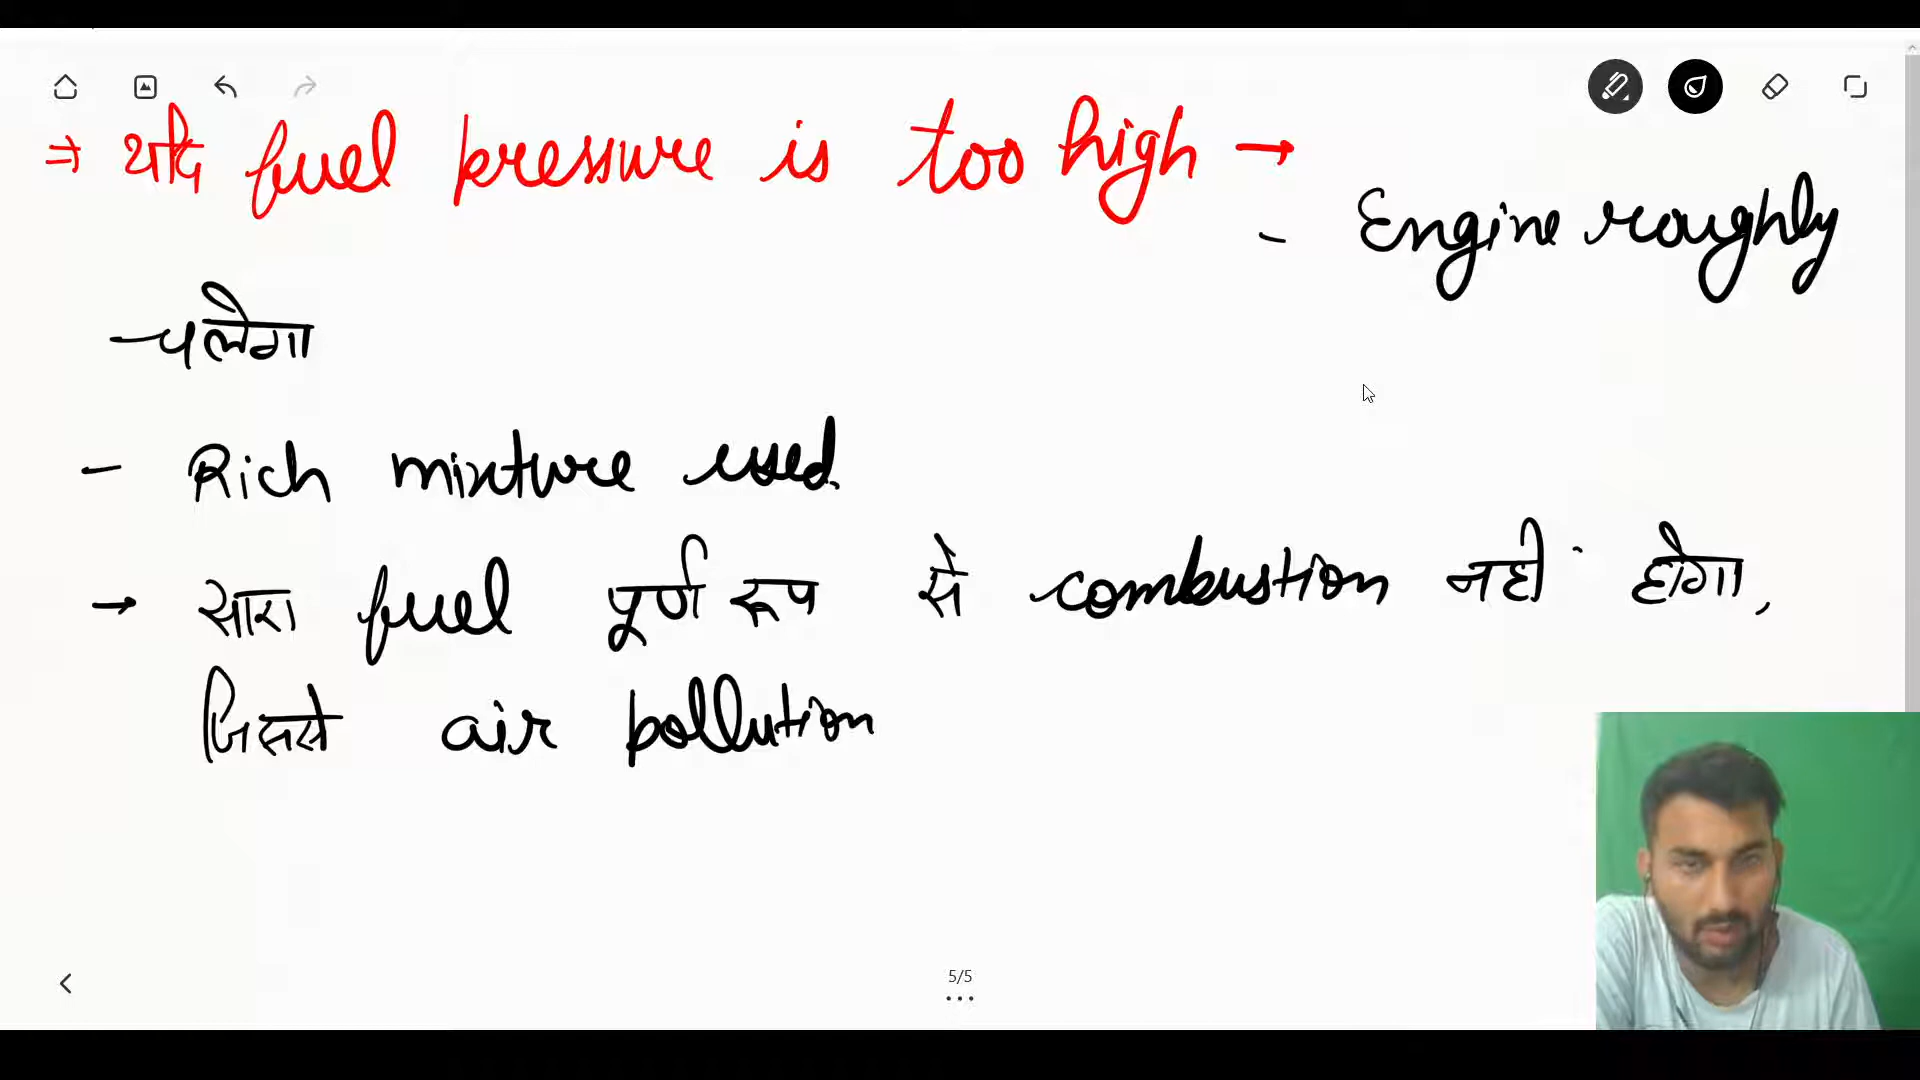 ⇒ यदि fuel pressure is too high →
- Engine roughly
- चलेगा
- Rich mixture used.
→ सारा fuel पूर्ण रूप से combustion नहीं होगा,
जिससे air pollution
5/5